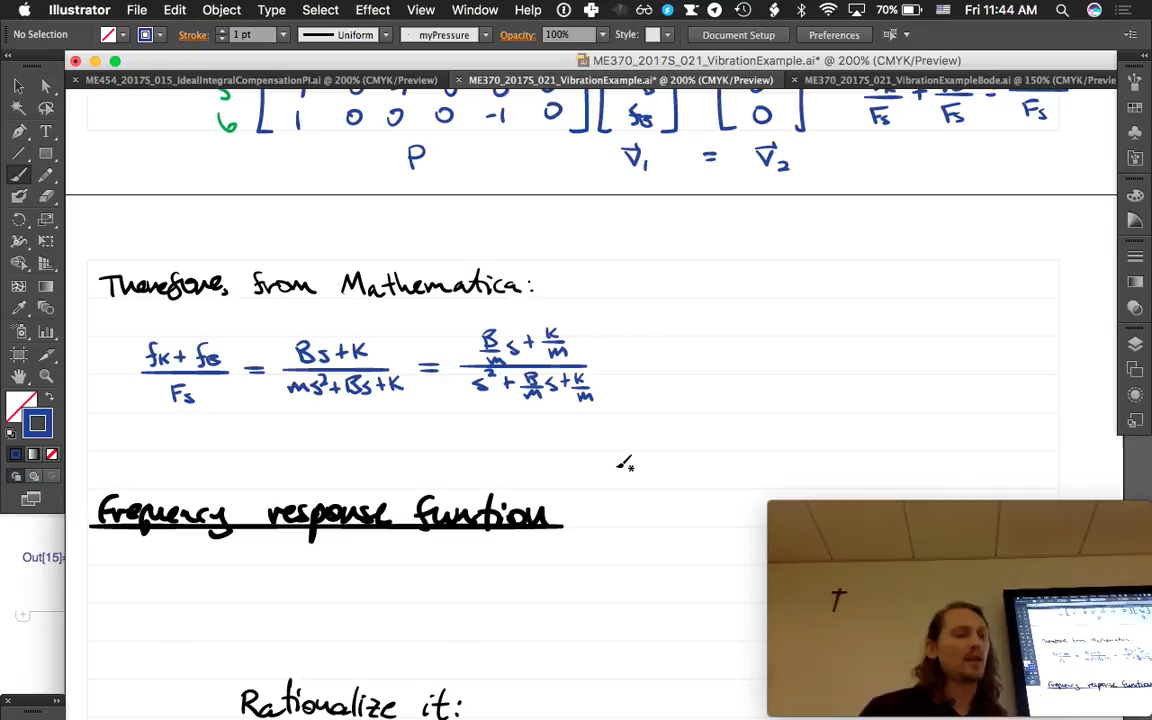 Illustrator File Edit Object Type Select Effect View Window Help 70% Fri 11:44 AM
No Selection Stroke: 1 pt Uniform myPressure Opacity: 100% Style: Document Setup Preferences
ME370_2017S_021_VibrationExample.ai* @ 200% (CMYK/Preview)
ME454_2017S_015_IdealIntegralCompensationPI.ai @ 200% (CMYK/Preview) ME370_2017S_021_VibrationExample.ai* @ 200% (CMYK/Preview) ME370_2017S_021_VibrationExampleBode.ai @ 150% (CMYK/Preview)
Fs + Fs = Fs
6 1 0 0 0 -1 0 fB 0
P V1 = V2
Therefore, from Mathematica:
(fK + fB)/Fs = (Bs+K)/(ms²+Bs+K) = (B/m s + K/m)/(s² + B/m s + K/m)
Frequency response function
Out[15]=
Rationalize it: